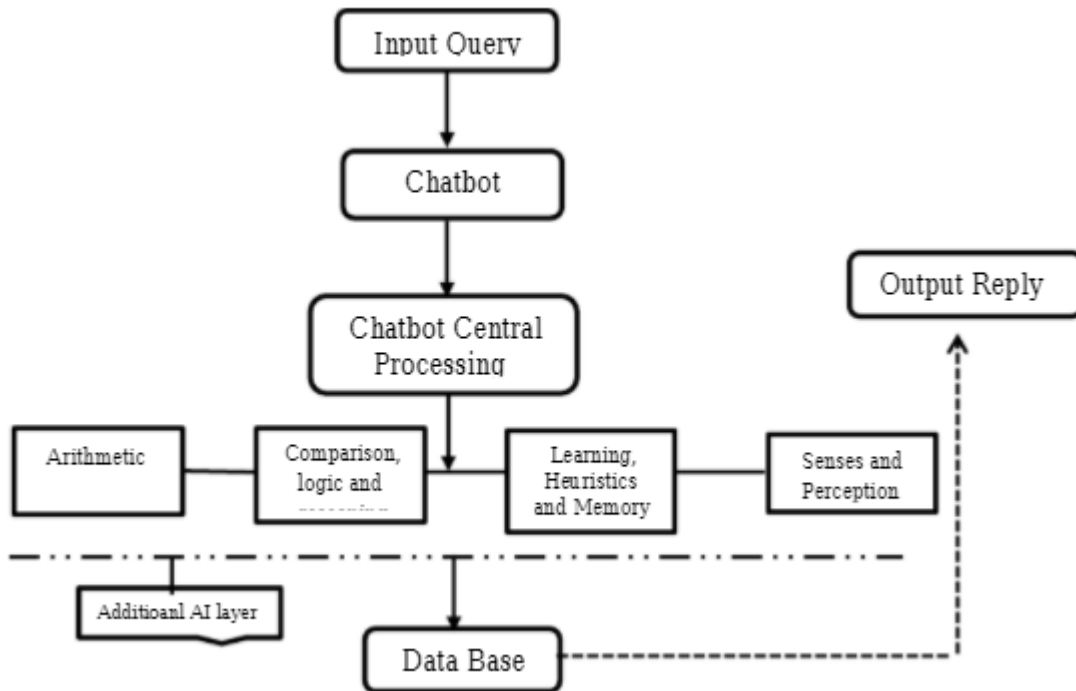 Input Query
Chatbot
Output Reply
Chatbot Central
Processing
Arithmetic
Comparison,
logic and
Learning,
Heuristics
and Memory
Senses and
Perception
Additioanl AI layer
Data Base